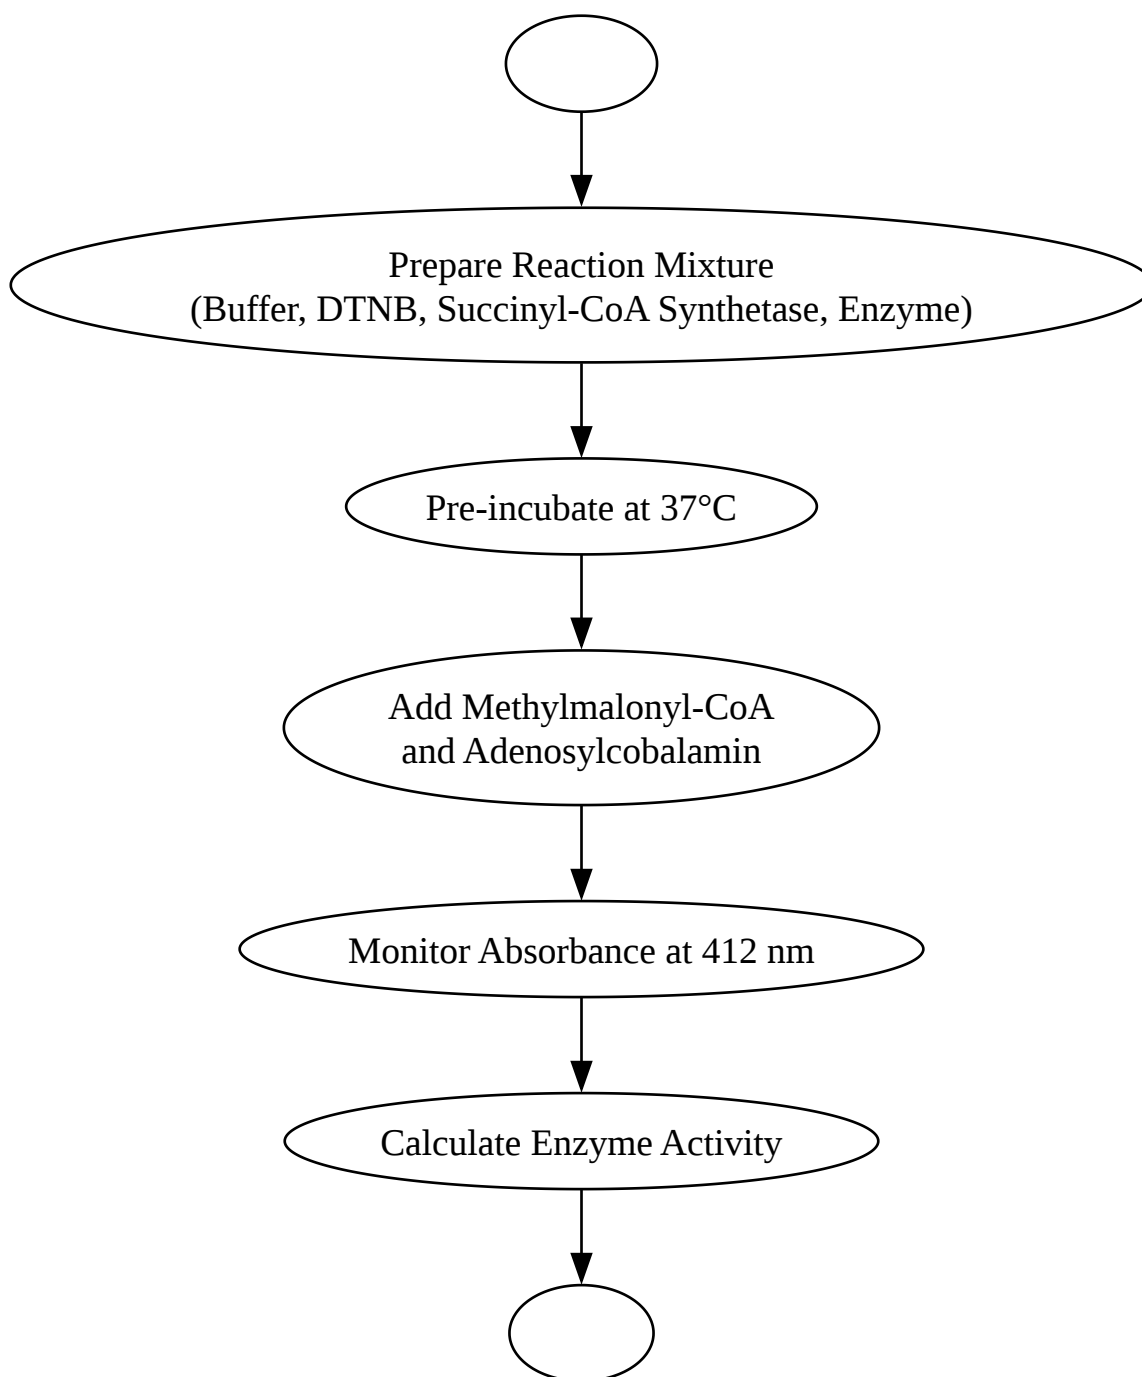 Prepare Reaction Mixture
(Buffer, DTNB, Succinyl-CoA Synthetase, Enzyme)
Pre-incubate at 37°C
Add Methylmalonyl-CoA
and Adenosylcobalamin
Monitor Absorbance at 412 nm
Calculate Enzyme Activity